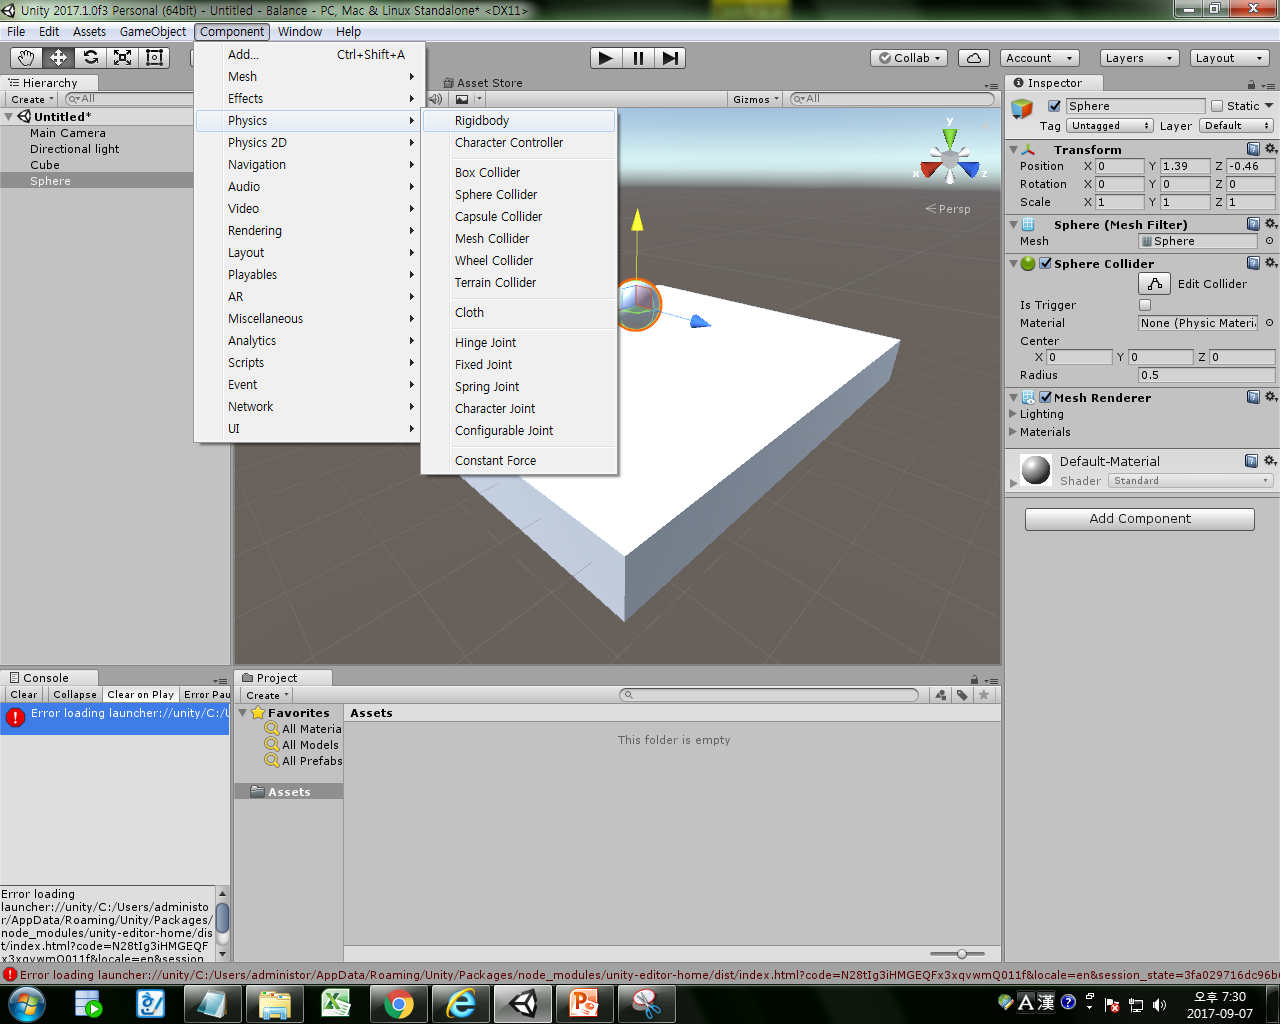 Unity 2017.1.0f3 Personal (64bit) - Untitled - Balance - PC, Mac & Linux Standalone* <DX11>
File Edit Assets GameObject Component Window Help
Collab Account Layers Layout
Hierarchy
Create All
Untitled*
Main Camera
Directional light
Cube
Sphere
Add... Ctrl+Shift+A
Mesh
Effects
Physics
Physics 2D
Navigation
Audio
Video
Rendering
Layout
Playables
AR
Miscellaneous
Analytics
Scripts
Event
Network
UI
Rigidbody
Character Controller
Box Collider
Sphere Collider
Capsule Collider
Mesh Collider
Wheel Collider
Terrain Collider
Cloth
Hinge Joint
Fixed Joint
Spring Joint
Character Joint
Configurable Joint
Constant Force
Asset Store
Gizmos All
y
x z
Persp
Inspector
Sphere Static
Tag Untagged Layer Default
Transform
Position X 0 Y 1.39 Z -0.46
Rotation X 0 Y 0 Z 0
Scale X 1 Y 1 Z 1
Sphere (Mesh Filter)
Mesh Sphere
Sphere Collider
Edit Collider
Is Trigger
Material None (Physic Materi
Center
X 0 Y 0 Z 0
Radius 0.5
Mesh Renderer
Lighting
Materials
Default-Material
Shader Standard
Add Component
Console
Clear Collapse Clear on Play Error Pau
Error loading launcher://unity/C:/U
Error loading
launcher://unity/C:/Users/administo
r/AppData/Roaming/Unity/Packages/
node_modules/unity-editor-home/dis
t/index.html?code=N28tIg3iHMGEQF
x3xqvwmQ011f&locale=en&session
Project
Create
Favorites
All Materia
All Models
All Prefabs
Assets
Assets
This folder is empty
Error loading launcher://unity/C:/Users/administor/AppData/Roaming/Unity/Packages/node_modules/unity-editor-home/dist/index.html?code=N28tIg3iHMGEQFx3xqvwmQ011f&locale=en&session_state=3fa029716dc96b
A 漢
오후 7:30
2017-09-07